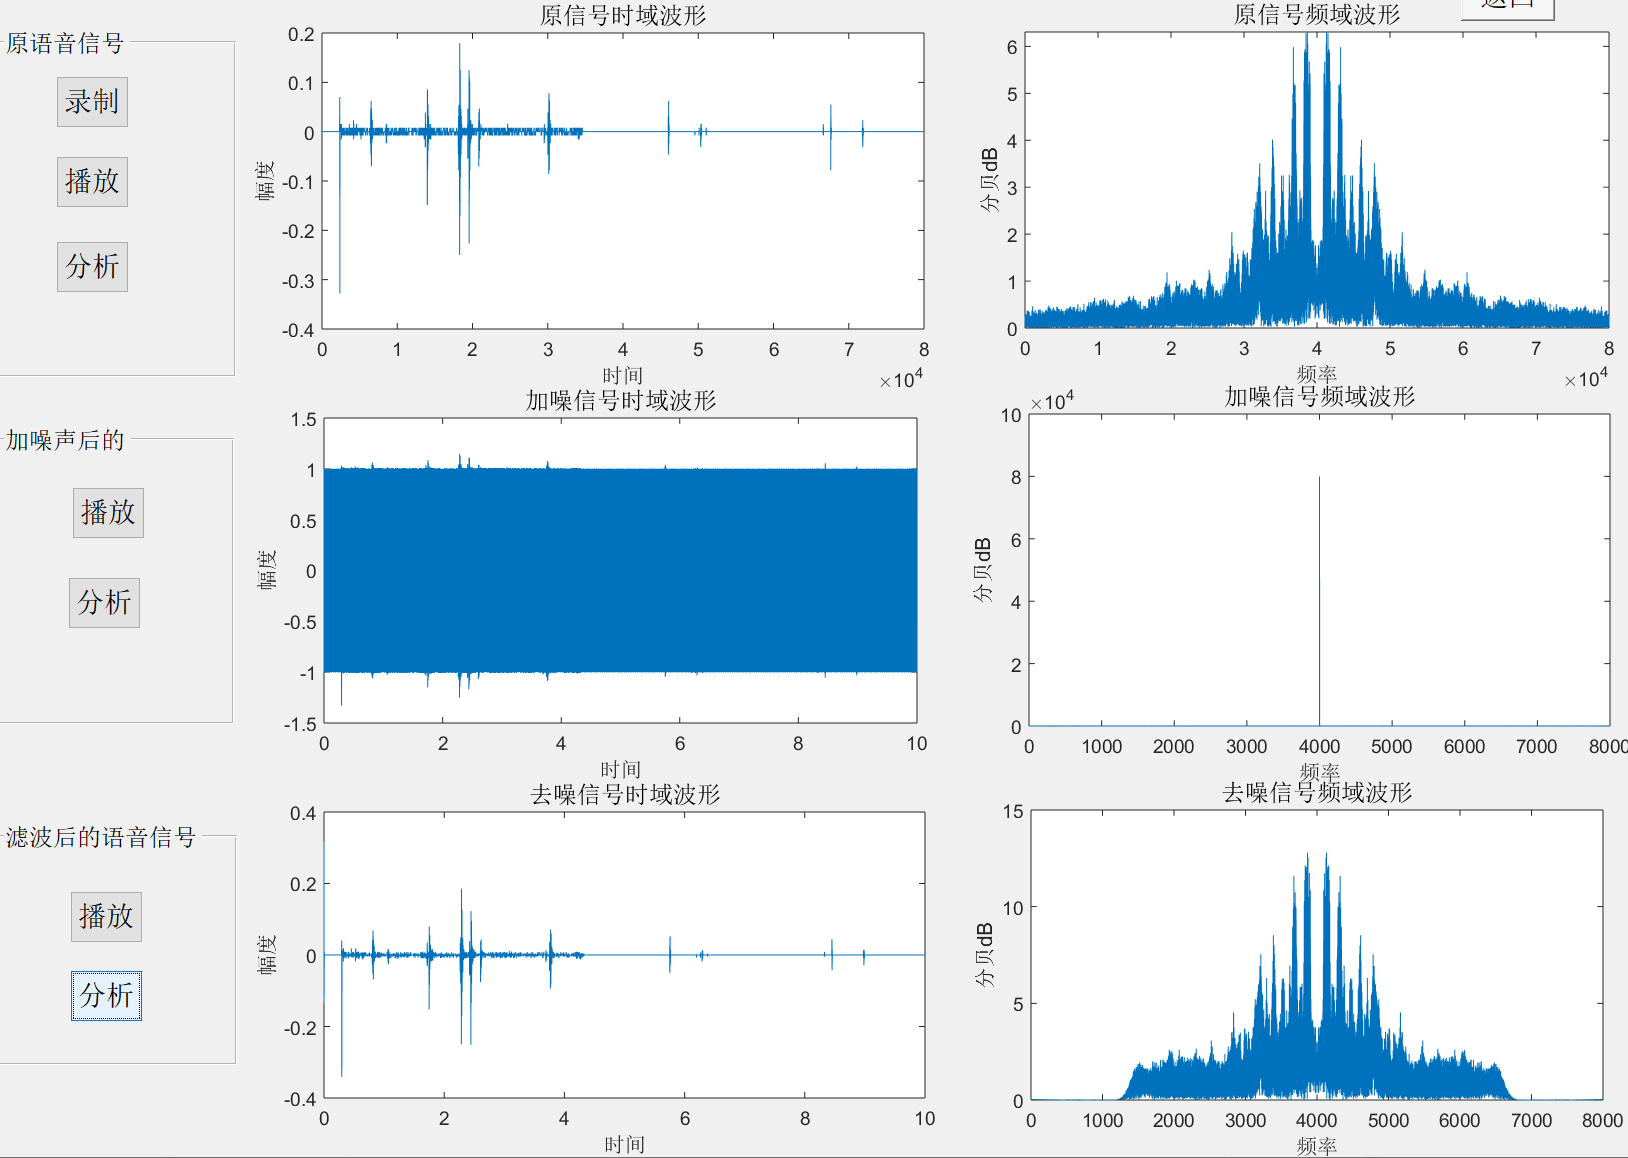 原语音信号
录制
播放
分析
原信号时域波形
0.2
0.1
0
-0.1
-0.2
-0.3
-0.4
幅度
0 1 2 3 4 5 6 7 8
时间
×10⁴
原信号频域波形
返回
6
5
4
3
2
1
0
分贝dB
0 1 2 3 4 5 6 7 8
频率
×10⁴
加噪声后的
播放
分析
加噪信号时域波形
1.5
1
0.5
0
-0.5
-1
-1.5
幅度
0 2 4 6 8 10
时间
加噪信号频域波形
×10⁴
10
8
6
4
2
0
分贝dB
0 1000 2000 3000 4000 5000 6000 7000 8000
频率
滤波后的语音信号
播放
分析
去噪信号时域波形
0.4
0.2
0
-0.2
-0.4
幅度
0 2 4 6 8 10
时间
去噪信号频域波形
15
10
5
0
分贝dB
0 1000 2000 3000 4000 5000 6000 7000 8000
频率